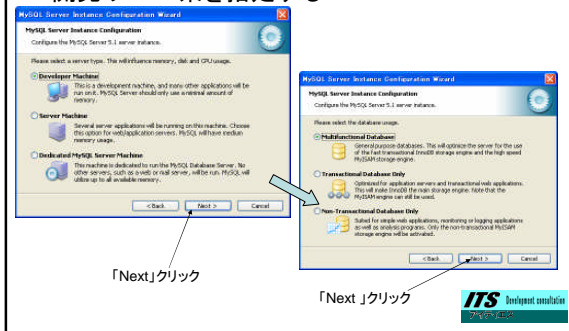 MySQL Server Instance Configuration Wizard
MySQL Server Instance Configuration
Configure the MySQL Server 5.1 server instance.
Please select a server type. This will influence memory, disk and CPU usage.
Developer Machine
This is a development machine, and many other applications will be
run on it. MySQL Server should only use a minimal amount of
memory.
Server Machine
Several server applications will be running on this machine. Choose
this option for web/application servers. MySQL will have medium
memory usage.
Dedicated MySQL Server Machine
This machine is dedicated to run the MySQL Database Server. No
other servers, such as a web or mail server, will be run. MySQL will
utilize up to all available memory.
< Back Next > Cancel
「Next」クリック
MySQL Server Instance Configuration Wizard
MySQL Server Instance Configuration
Configure the MySQL Server 5.1 server instance.
Please select the database usage.
Multifunctional Database
General purpose databases. This will optimize the server for the use
of the fast transactional InnoDB storage engine and the high speed
MyISAM storage engine.
Transactional Database Only
Optimized for application servers and transactional web applications.
This will make InnoDB the main storage engine. Note that the
MyISAM engine can still be used.
Non-Transactional Database Only
Suited for simple web applications, monitoring or logging applications
as well as analysis programs. Only the non-transactional MyISAM
storage engine will be activated.
< Back Next > Cancel
「Next 」クリック
ITS Development consultation
アイティエス